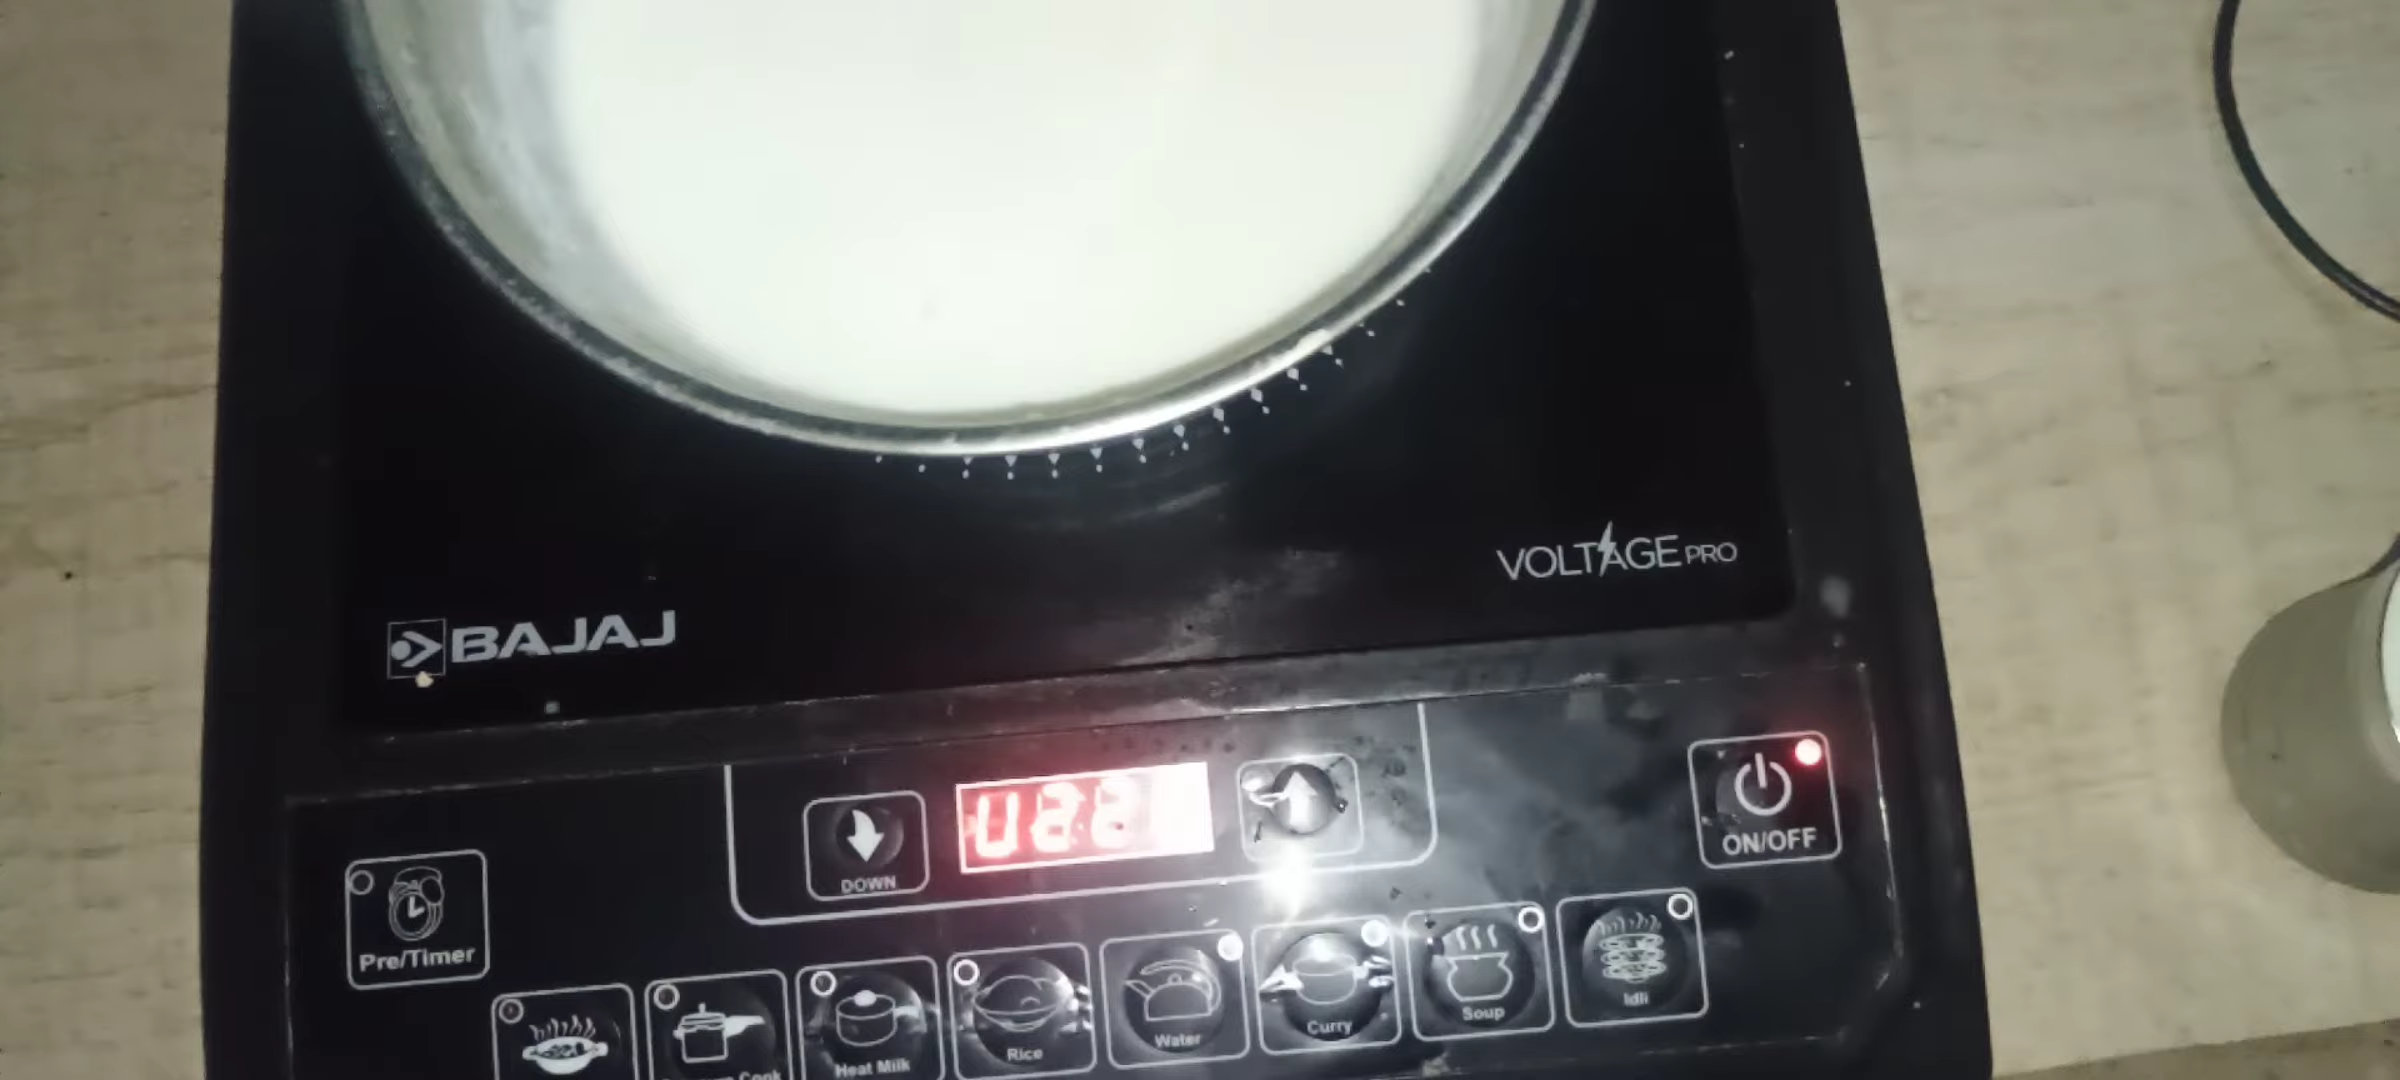 VOLTAGE PRO
BAJAJ
DOWN
ON/OFF
Pre/Timer
Heat Milk
Rice
Water
Curry
Soup
Idli